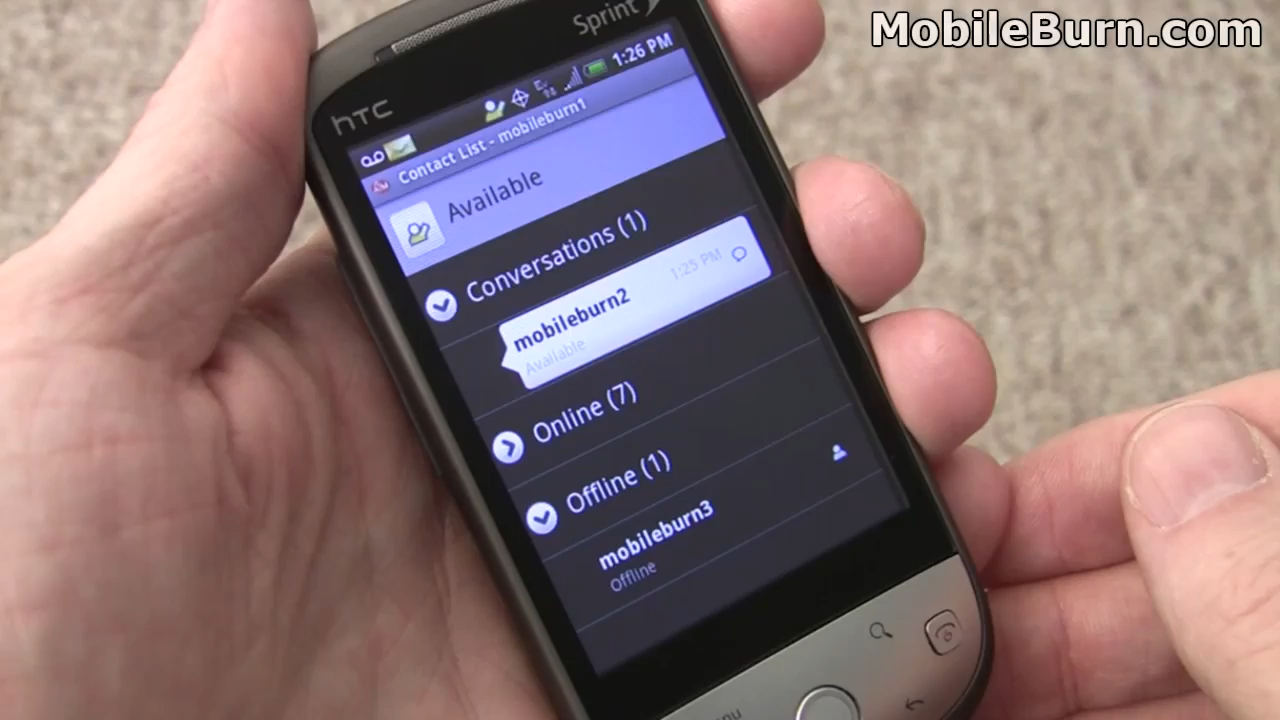 MobileBurn.com
Sprint
hTC
1:26 PM
Contact List - mobileburn1
Available
Conversations (1)
mobileburn2
1:25 PM
Available
Online (7)
Offline (1)
mobileburn3
Offline